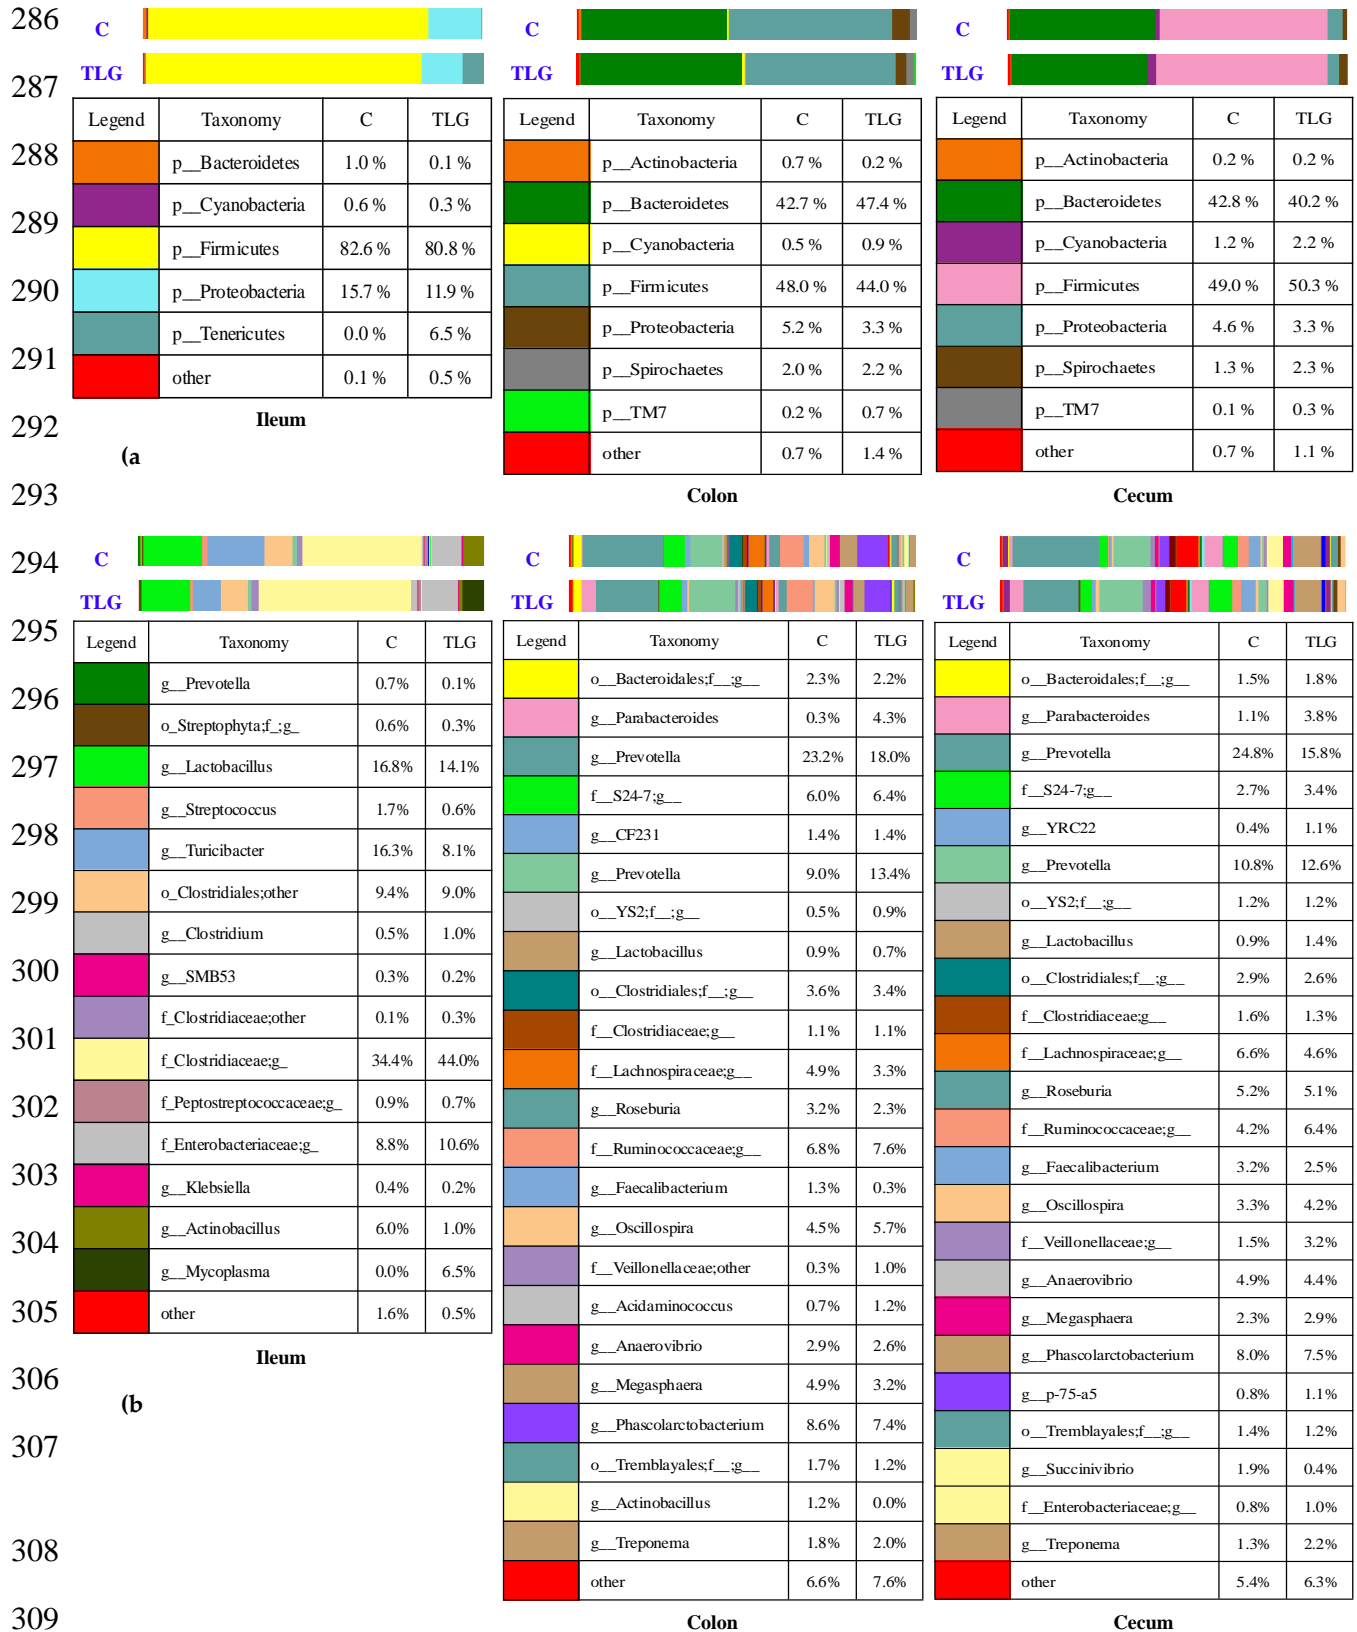 286
C
C
C
TLG
TLG
TLG
287
Legend Taxonomy C TLG
p__Bacteroidetes 1.0 % 0.1 %
p__Cyanobacteria 0.6 % 0.3 %
p__Firmicutes 82.6 % 80.8 %
p__Proteobacteria 15.7 % 11.9 %
p__Tenericutes 0.0 % 6.5 %
other 0.1 % 0.5 %
Ileum
(a
Legend Taxonomy C TLG
p__Actinobacteria 0.7 % 0.2 %
p__Bacteroidetes 42.7 % 47.4 %
p__Cyanobacteria 0.5 % 0.9 %
p__Firmicutes 48.0 % 44.0 %
p__Proteobacteria 5.2 % 3.3 %
p__Spirochaetes 2.0 % 2.2 %
p__TM7 0.2 % 0.7 %
other 0.7 % 1.4 %
Colon
Legend Taxonomy C TLG
p__Actinobacteria 0.2 % 0.2 %
p__Bacteroidetes 42.8 % 40.2 %
p__Cyanobacteria 1.2 % 2.2 %
p__Firmicutes 49.0 % 50.3 %
p__Proteobacteria 4.6 % 3.3 %
p__Spirochaetes 1.3 % 2.3 %
p__TM7 0.1 % 0.3 %
other 0.7 % 1.1 %
Cecum
288
289
290
291
292
293
294
C
C
C
TLG
TLG
TLG
295
Legend Taxonomy C TLG
g__Prevotella 0.7% 0.1%
o_Streptophyta;f_;g_ 0.6% 0.3%
g__Lactobacillus 16.8% 14.1%
g__Streptococcus 1.7% 0.6%
g__Turicibacter 16.3% 8.1%
o_Clostridiales;other 9.4% 9.0%
g__Clostridium 0.5% 1.0%
g__SMB53 0.3% 0.2%
f_Clostridiaceae;other 0.1% 0.3%
f_Clostridiaceae;g_ 34.4% 44.0%
f_Peptostreptococcaceae;g_ 0.9% 0.7%
f_Enterobacteriaceae;g_ 8.8% 10.6%
g__Klebsiella 0.4% 0.2%
g__Actinobacillus 6.0% 1.0%
g__Mycoplasma 0.0% 6.5%
other 1.6% 0.5%
Ileum
(b
Legend Taxonomy C TLG
o__Bacteroidales;f__;g__ 2.3% 2.2%
g__Parabacteroides 0.3% 4.3%
g__Prevotella 23.2% 18.0%
f__S24-7;g__ 6.0% 6.4%
g__CF231 1.4% 1.4%
g__Prevotella 9.0% 13.4%
o__YS2;f__;g__ 0.5% 0.9%
g__Lactobacillus 0.9% 0.7%
o__Clostridiales;f__;g__ 3.6% 3.4%
f__Clostridiaceae;g__ 1.1% 1.1%
f__Lachnospiraceae;g__ 4.9% 3.3%
g__Roseburia 3.2% 2.3%
f__Ruminococcaceae;g__ 6.8% 7.6%
g__Faecalibacterium 1.3% 0.3%
g__Oscillospira 4.5% 5.7%
f__Veillonellaceae;other 0.3% 1.0%
g__Acidaminococcus 0.7% 1.2%
g__Anaerovibrio 2.9% 2.6%
g__Megasphaera 4.9% 3.2%
g__Phascolarctobacterium 8.6% 7.4%
o__Tremblayales;f__;g__ 1.7% 1.2%
g__Actinobacillus 1.2% 0.0%
g__Treponema 1.8% 2.0%
other 6.6% 7.6%
Colon
Legend Taxonomy C TLG
o__Bacteroidales;f__;g__ 1.5% 1.8%
g__Parabacteroides 1.1% 3.8%
g__Prevotella 24.8% 15.8%
f__S24-7;g__ 2.7% 3.4%
g__YRC22 0.4% 1.1%
g__Prevotella 10.8% 12.6%
o__YS2;f__;g__ 1.2% 1.2%
g__Lactobacillus 0.9% 1.4%
o__Clostridiales;f__;g__ 2.9% 2.6%
f__Clostridiaceae;g__ 1.6% 1.3%
f__Lachnospiraceae;g__ 6.6% 4.6%
g__Roseburia 5.2% 5.1%
f__Ruminococcaceae;g__ 4.2% 6.4%
g__Faecalibacterium 3.2% 2.5%
g__Oscillospira 3.3% 4.2%
f__Veillonellaceae;g__ 1.5% 3.2%
g__Anaerovibrio 4.9% 4.4%
g__Megasphaera 2.3% 2.9%
g__Phascolarctobacterium 8.0% 7.5%
g__p-75-a5 0.8% 1.1%
o__Tremblayales;f__;g__ 1.4% 1.2%
g__Succinivibrio 1.9% 0.4%
f__Enterobacteriaceae;g__ 0.8% 1.0%
g__Treponema 1.3% 2.2%
other 5.4% 6.3%
Cecum
296
297
298
299
300
301
302
303
304
305
306
307
308
309